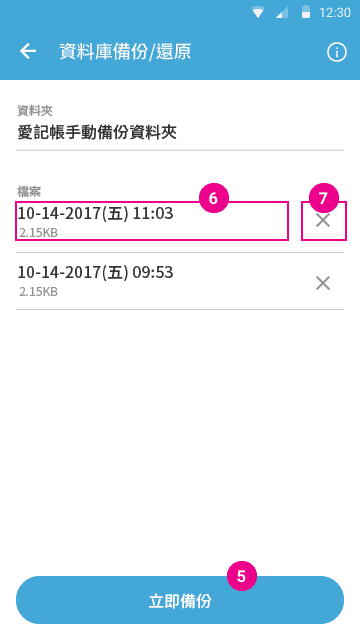 12:30
資料庫備份/還原
資料夾
愛記帳手動備份資料夾
檔案
6
7
10-14-2017(五) 11:03
2.15KB
10-14-2017(五) 09:53
2.15KB
5
立即備份